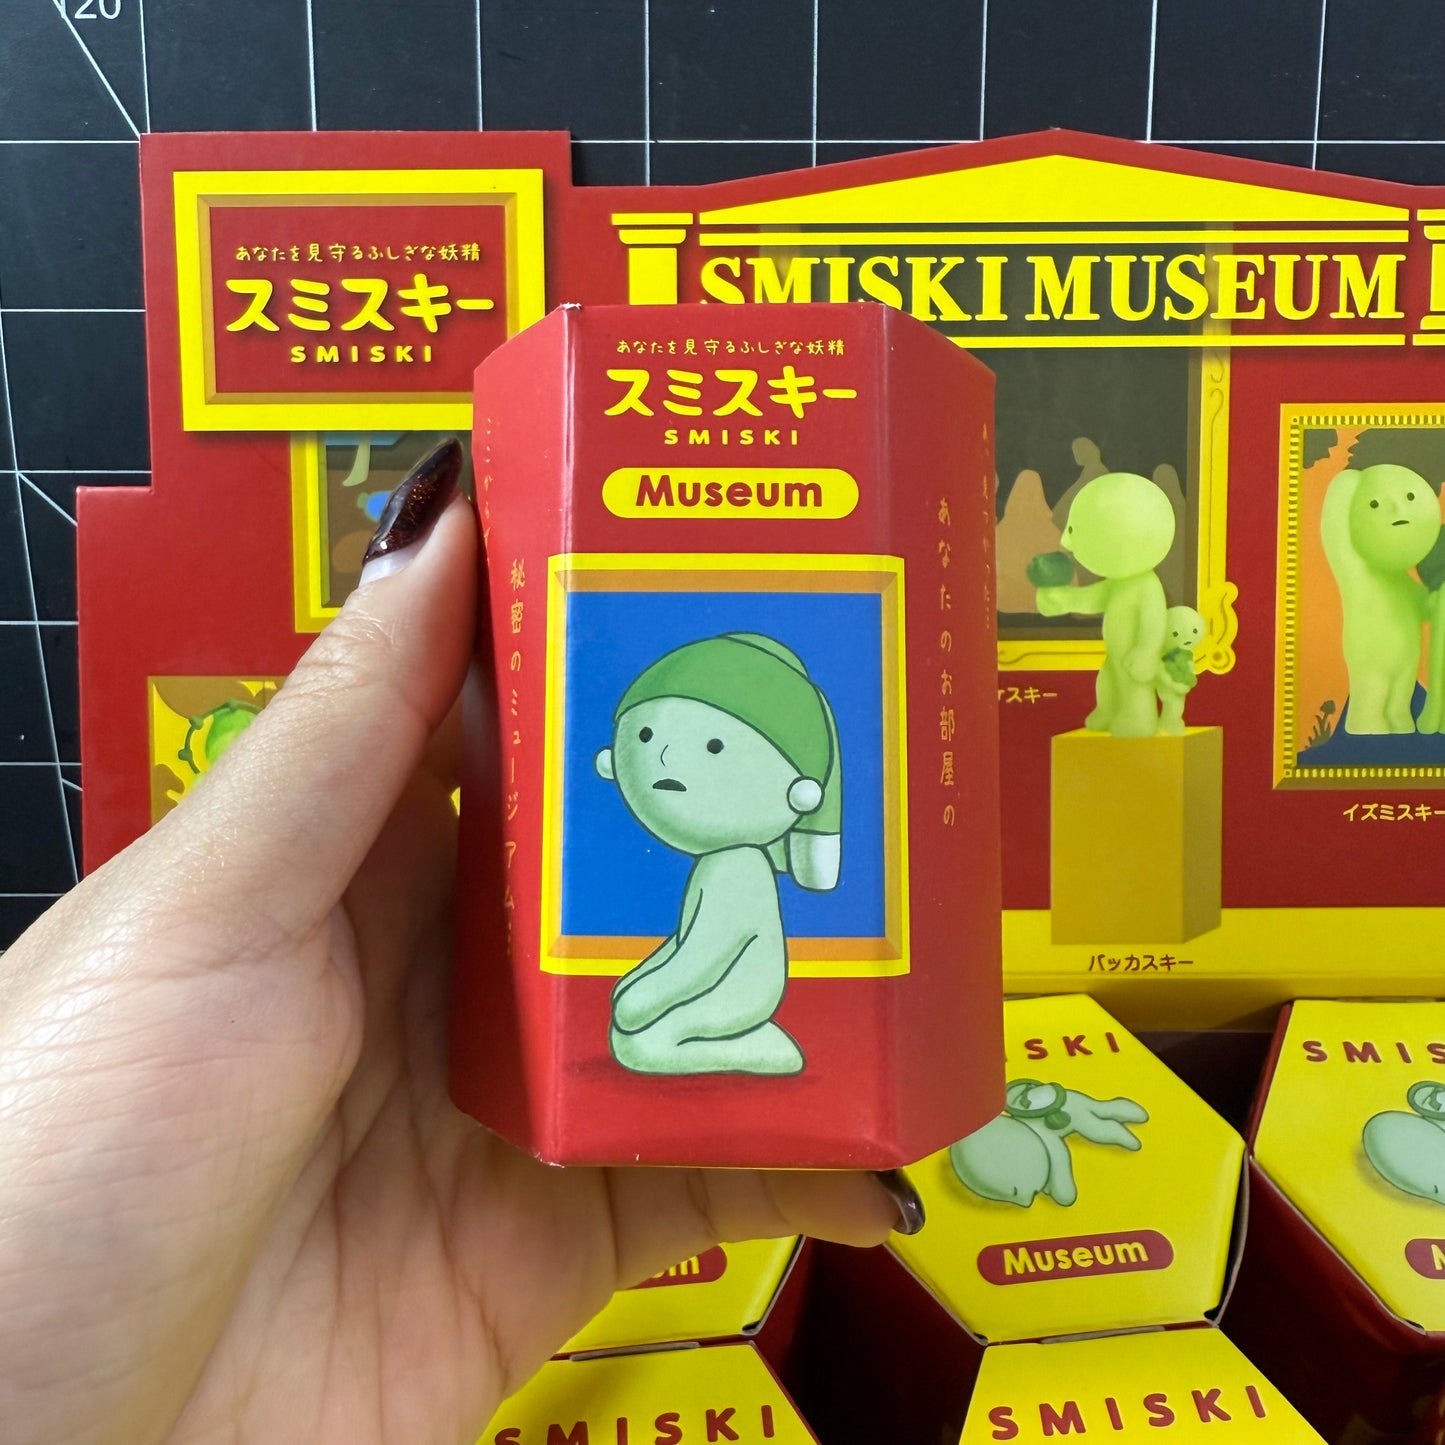 120
あなたを見守るふしぎな妖精
スミスキー
SMISKI
SMISKI MUSEUM
あなたを見守るふしぎな妖精
スミスキー
SMISKI
Museum
秘密のミュージアム…
あなたのお部屋の
スキー
イズミスキー
バッカスキー
SKI
Museum
SMIS
SMISKI
SMISKI